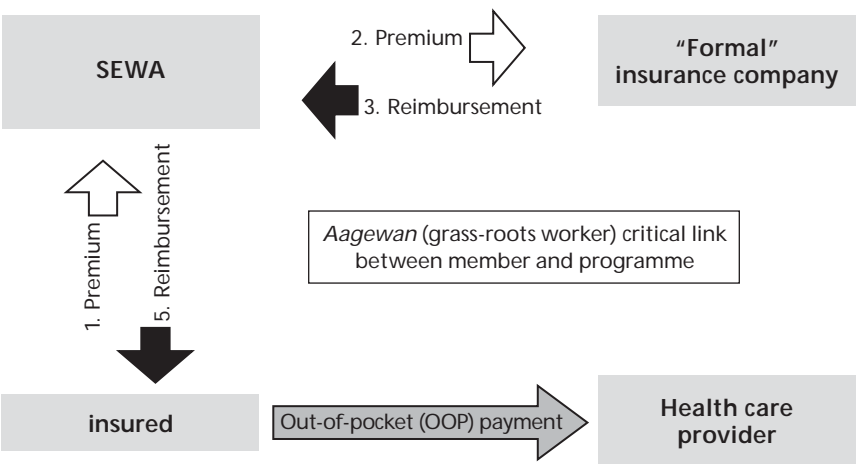 SEWA
2. Premium
"Formal"
insurance company
3. Reimbursement
1. Premium
5. Reimbursement
Aagewan (grass-roots worker) critical link
between member and programme
insured
Out-of-pocket (OOP) payment
Health care
provider